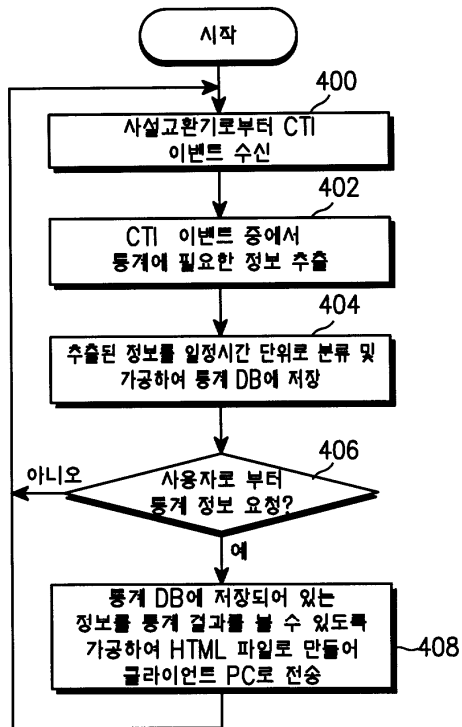 시작
400
사설교환기로부터 CTI
이벤트 수신
402
CTI 이벤트 중에서
통계에 필요한 정보 추출
404
추출된 정보를 일정시간 단위로 분류 및
가공하여 통계 DB에 저장
406
사용자로 부터
통계 정보 요청?
아니오
예
통계 DB에 저장되어 있는
정보를 통계 결과를 볼 수 있도록
가공하여 HTML 파일로 만들어
클라이언트 PC로 전송
408